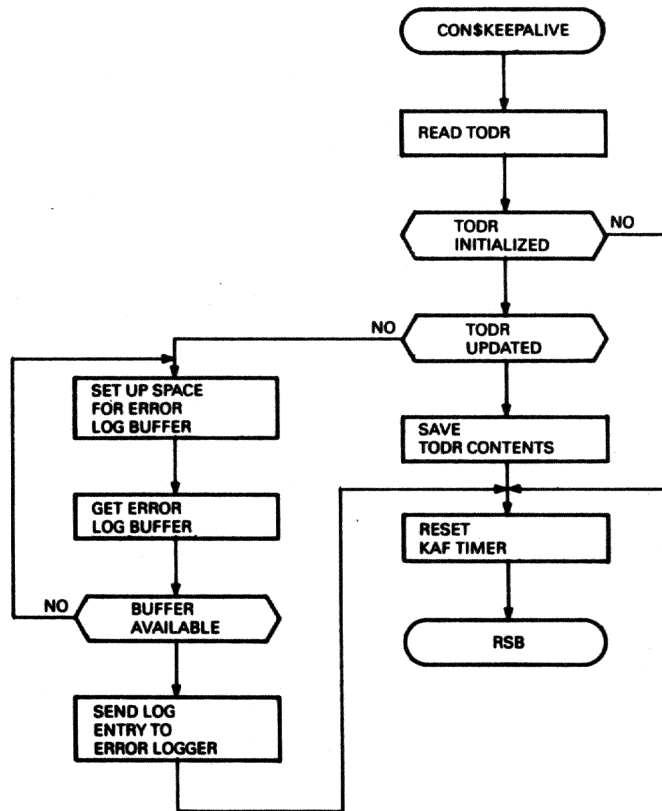 CON$KEEPALIVE
READ TODR
TODR
INITIALIZED
NO
TODR
UPDATED
NO
SET UP SPACE
FOR ERROR
LOG BUFFER
SAVE
TODR CONTENTS
GET ERROR
LOG BUFFER
RESET
KAF TIMER
BUFFER
AVAILABLE
NO
RSB
SEND LOG
ENTRY TO
ERROR LOGGER